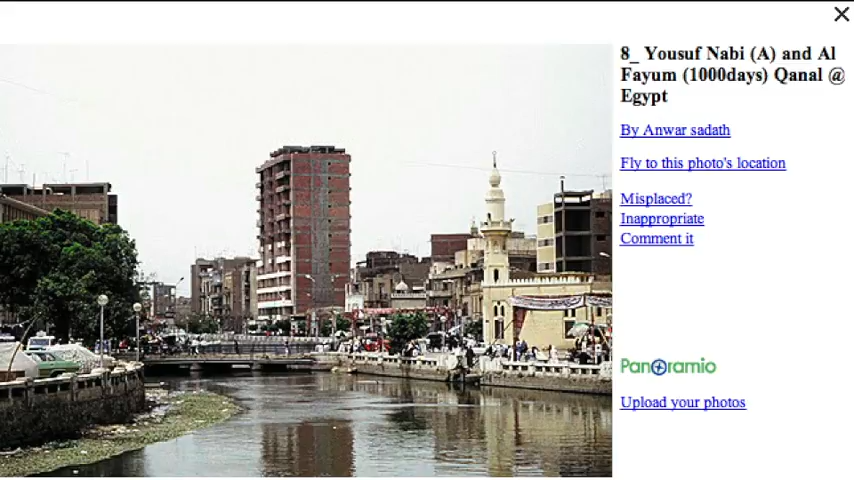 8_ Yousuf Nabi (A) and Al
Fayum (1000days) Qanal @
Egypt
By Anwar sadath
Fly to this photo's location
Misplaced?
Inappropriate
Comment it
Panoramio
Upload your photos